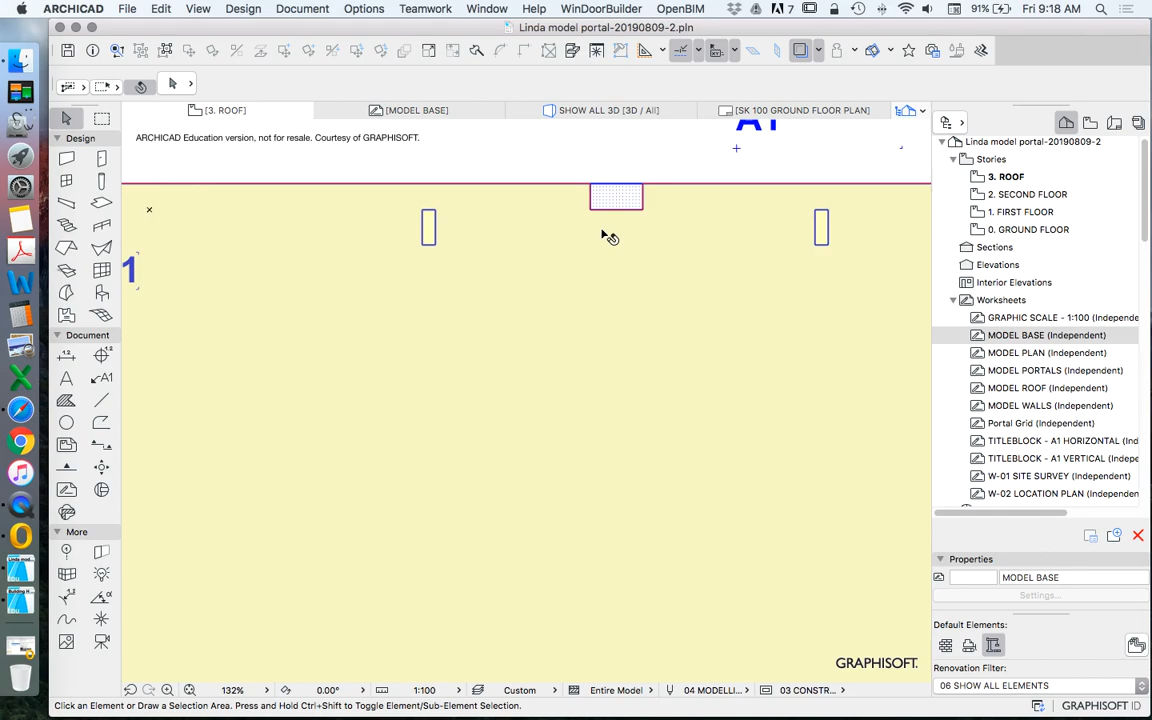 ARCHICAD File Edit View Design Document Options Teamwork Window Help WinDoorBuilder OpenBIM 7 91% Fri 9:18 AM
Linda model portal-20190809-2.pln
[3. ROOF] [MODEL BASE] SHOW ALL 3D [3D / All] [SK 100 GROUND FLOOR PLAN]
ARCHICAD Education version, not for resale. Courtesy of GRAPHISOFT.
A1
1
Design
Document
More
Linda model portal-20190809-2
Stories
3. ROOF
2. SECOND FLOOR
1. FIRST FLOOR
0. GROUND FLOOR
Sections
Elevations
Interior Elevations
Worksheets
GRAPHIC SCALE - 1:100 (Independe
MODEL BASE (Independent)
MODEL PLAN (Independent)
MODEL PORTALS (Independent)
MODEL ROOF (Independent)
MODEL WALLS (Independent)
Portal Grid (Independent)
TITLEBLOCK - A1 HORIZONTAL (Ind
TITLEBLOCK - A1 VERTICAL (Indepe
W-01 SITE SURVEY (Independent)
W-02 LOCATION PLAN (Independen
Properties
MODEL BASE
Settings...
Default Elements:
Renovation Filter:
06 SHOW ALL ELEMENTS
GRAPHISOFT.
132% 0.00° 1:100 Custom Entire Model 04 MODELLI... 03 CONSTR...
Click an Element or Draw a Selection Area. Press and Hold Ctrl+Shift to Toggle Element/Sub-Element Selection.
GRAPHISOFT ID